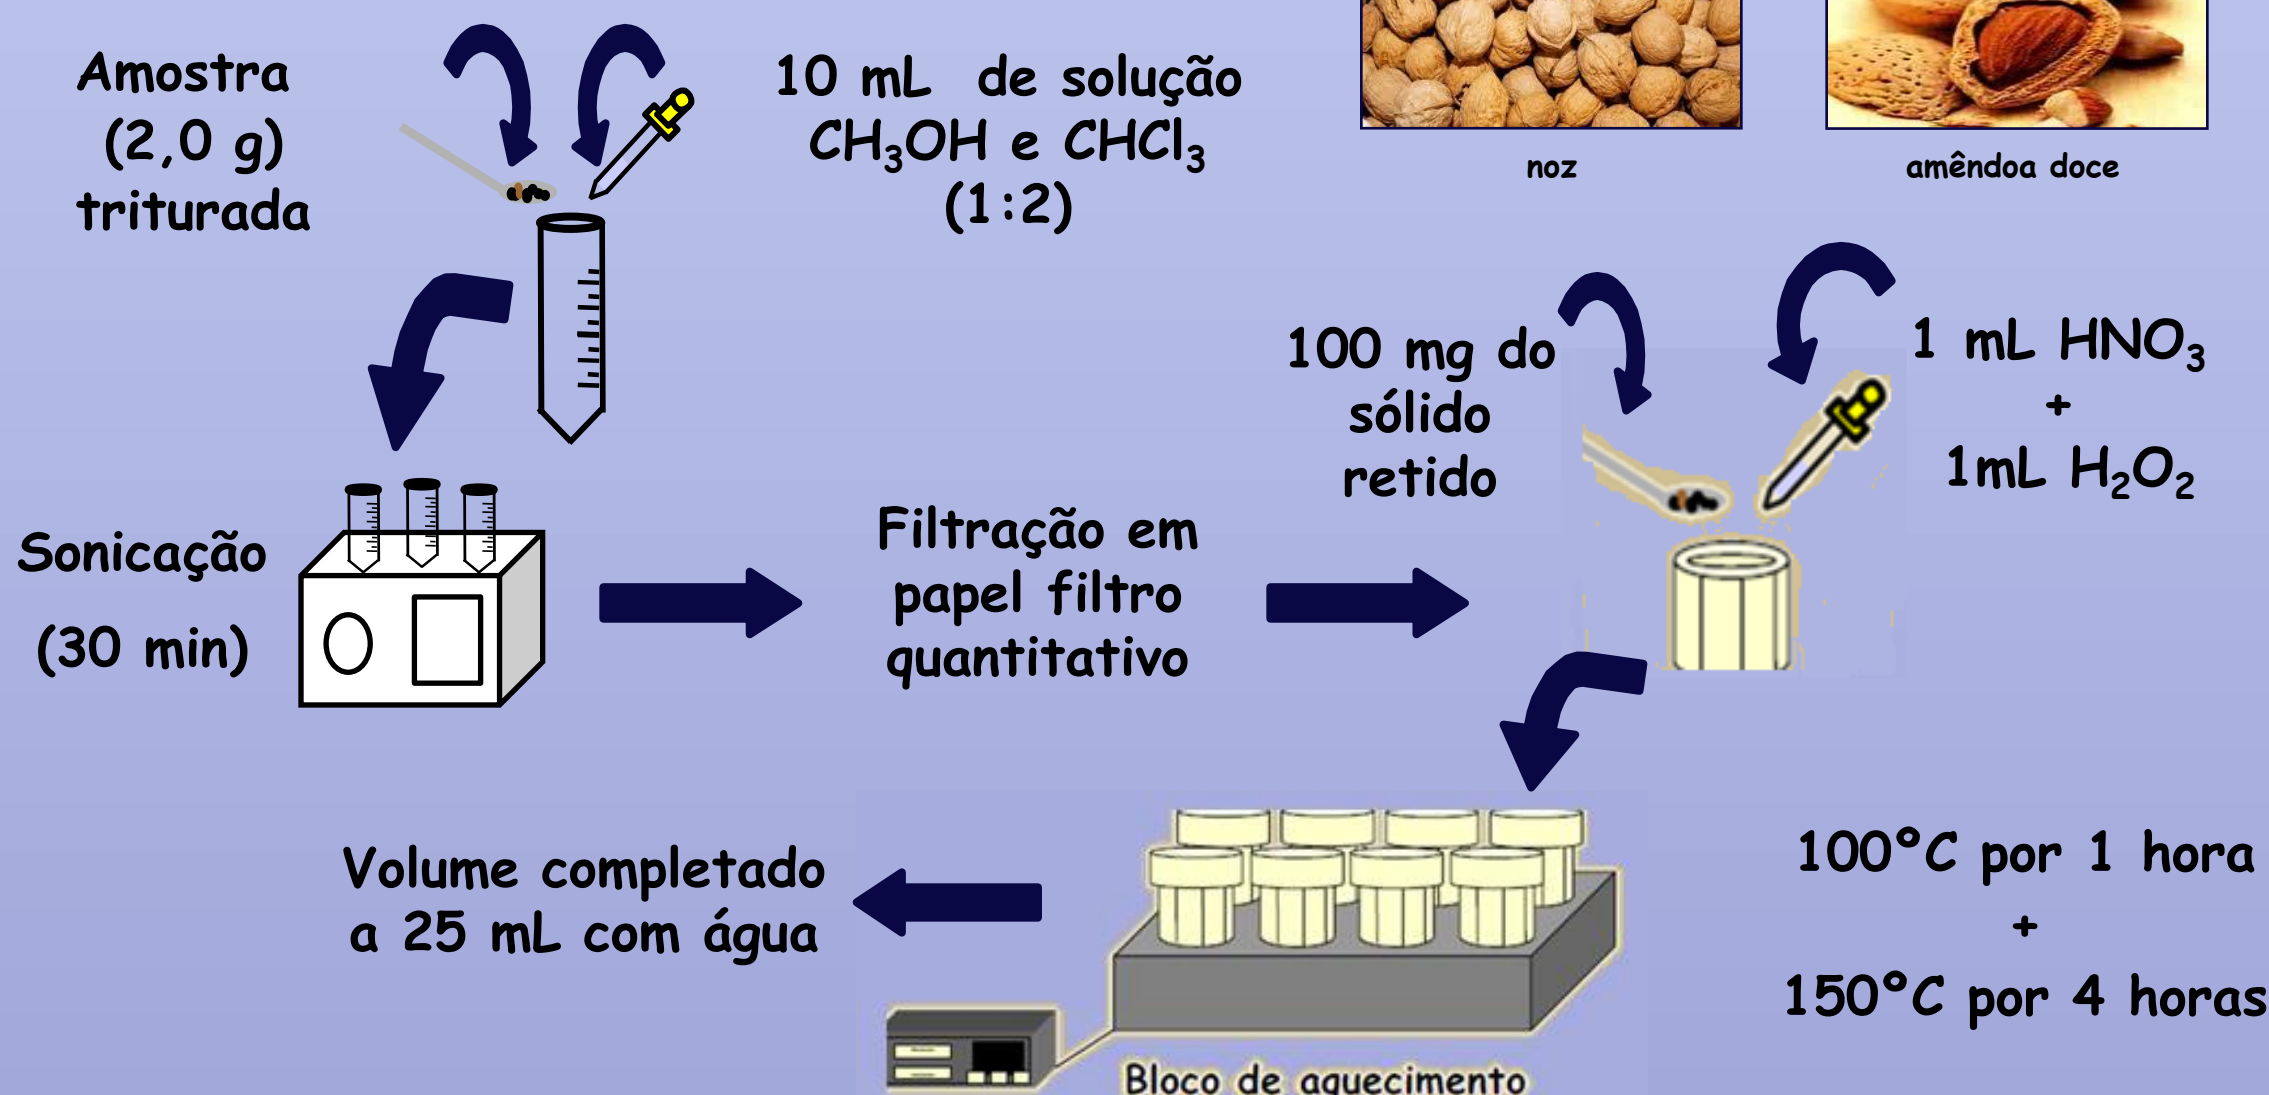 Amostra
(2,0 g)
triturada
10 mL de solução
CH₃OH e CHCl₃
(1:2)
noz
amêndoa doce
Sonicação
(30 min)
Filtração em
papel filtro
quantitativo
100 mg do
sólido
retido
1 mL HNO₃
+
1mL H₂O₂
100ºC por 1 hora
+
150ºC por 4 horas
Bloco de aquecimento
Volume completado
a 25 mL com água